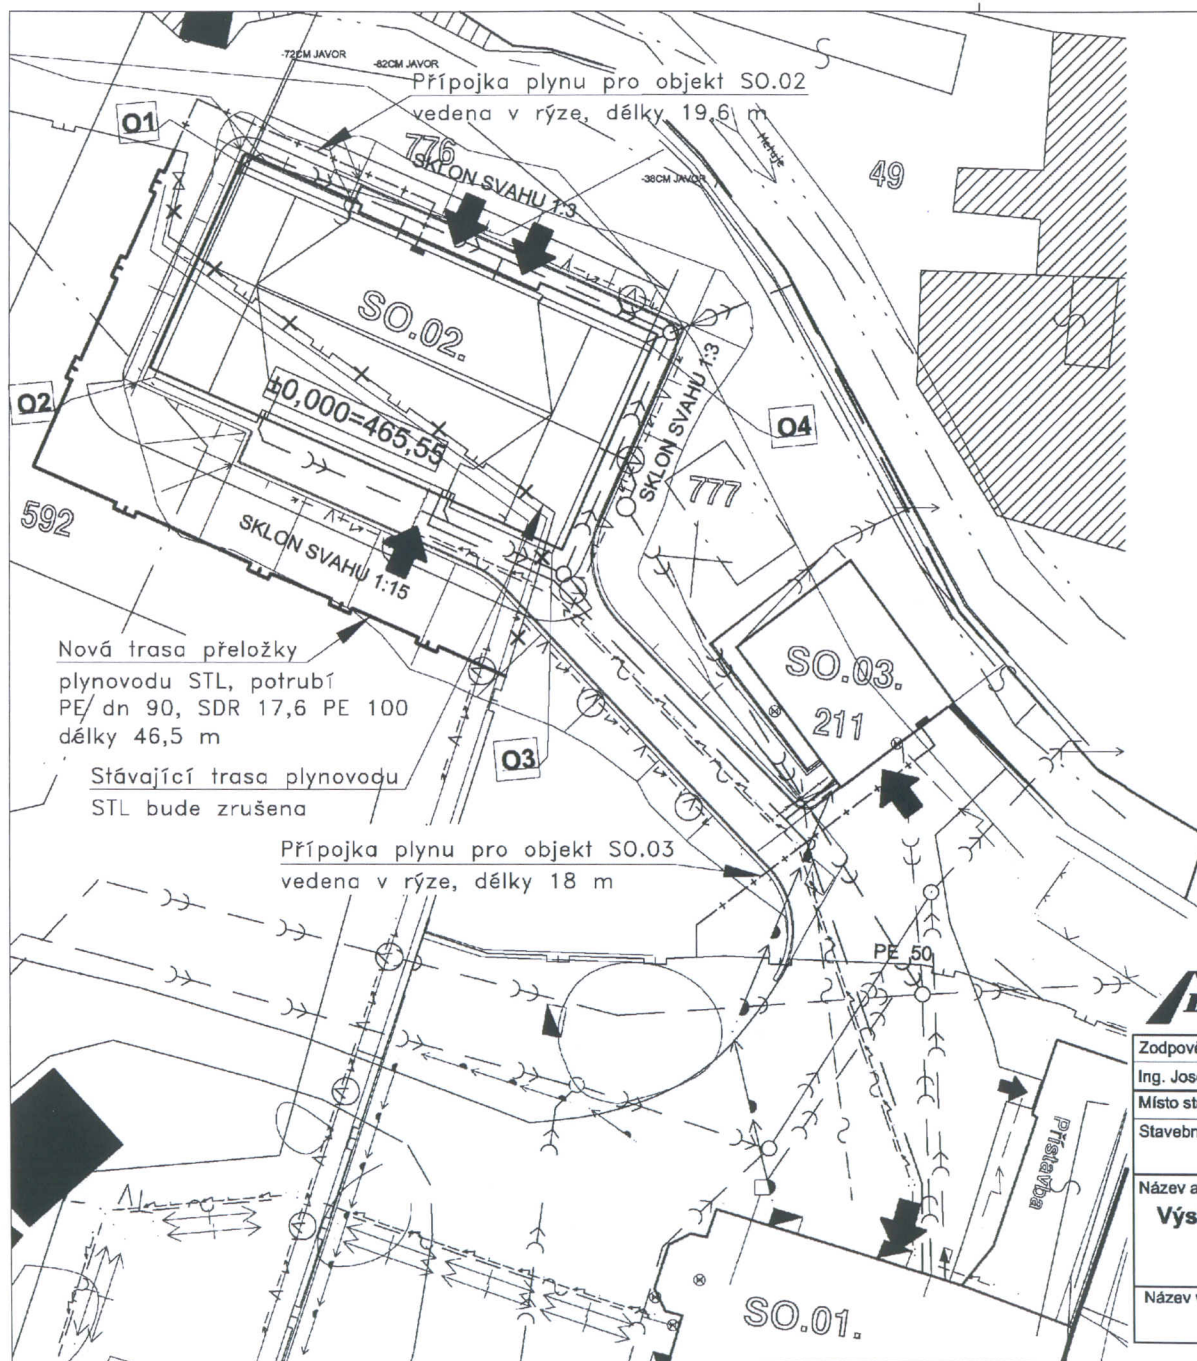 -72CM JAVOR
-82CM JAVOR
Přípojka plynu pro objekt SO.02
vedena v rýze, délky 19,6 m
O1
776
SKLON SVAHU 1:3
-38CM JAVOR
Metuje
49
SO.02.
±0,000=465,55
O2
SKLON SVAHU 1:3
O4
777
592
SKLON SVAHU 1:15
Nová trasa přeložky
plynovodu STL, potrubí
PE dn 90, SDR 17,6 PE 100
délky 46,5 m
SO.03.
211
O3
Stávající trasa plynovodu
STL bude zrušena
Přípojka plynu pro objekt SO.03
vedena v rýze, délky 18 m
PE 50
Zodpově
Ing. Jos
Místo st
Stavebn
Přístavba
Název a
Výs
Název v
SO.01.